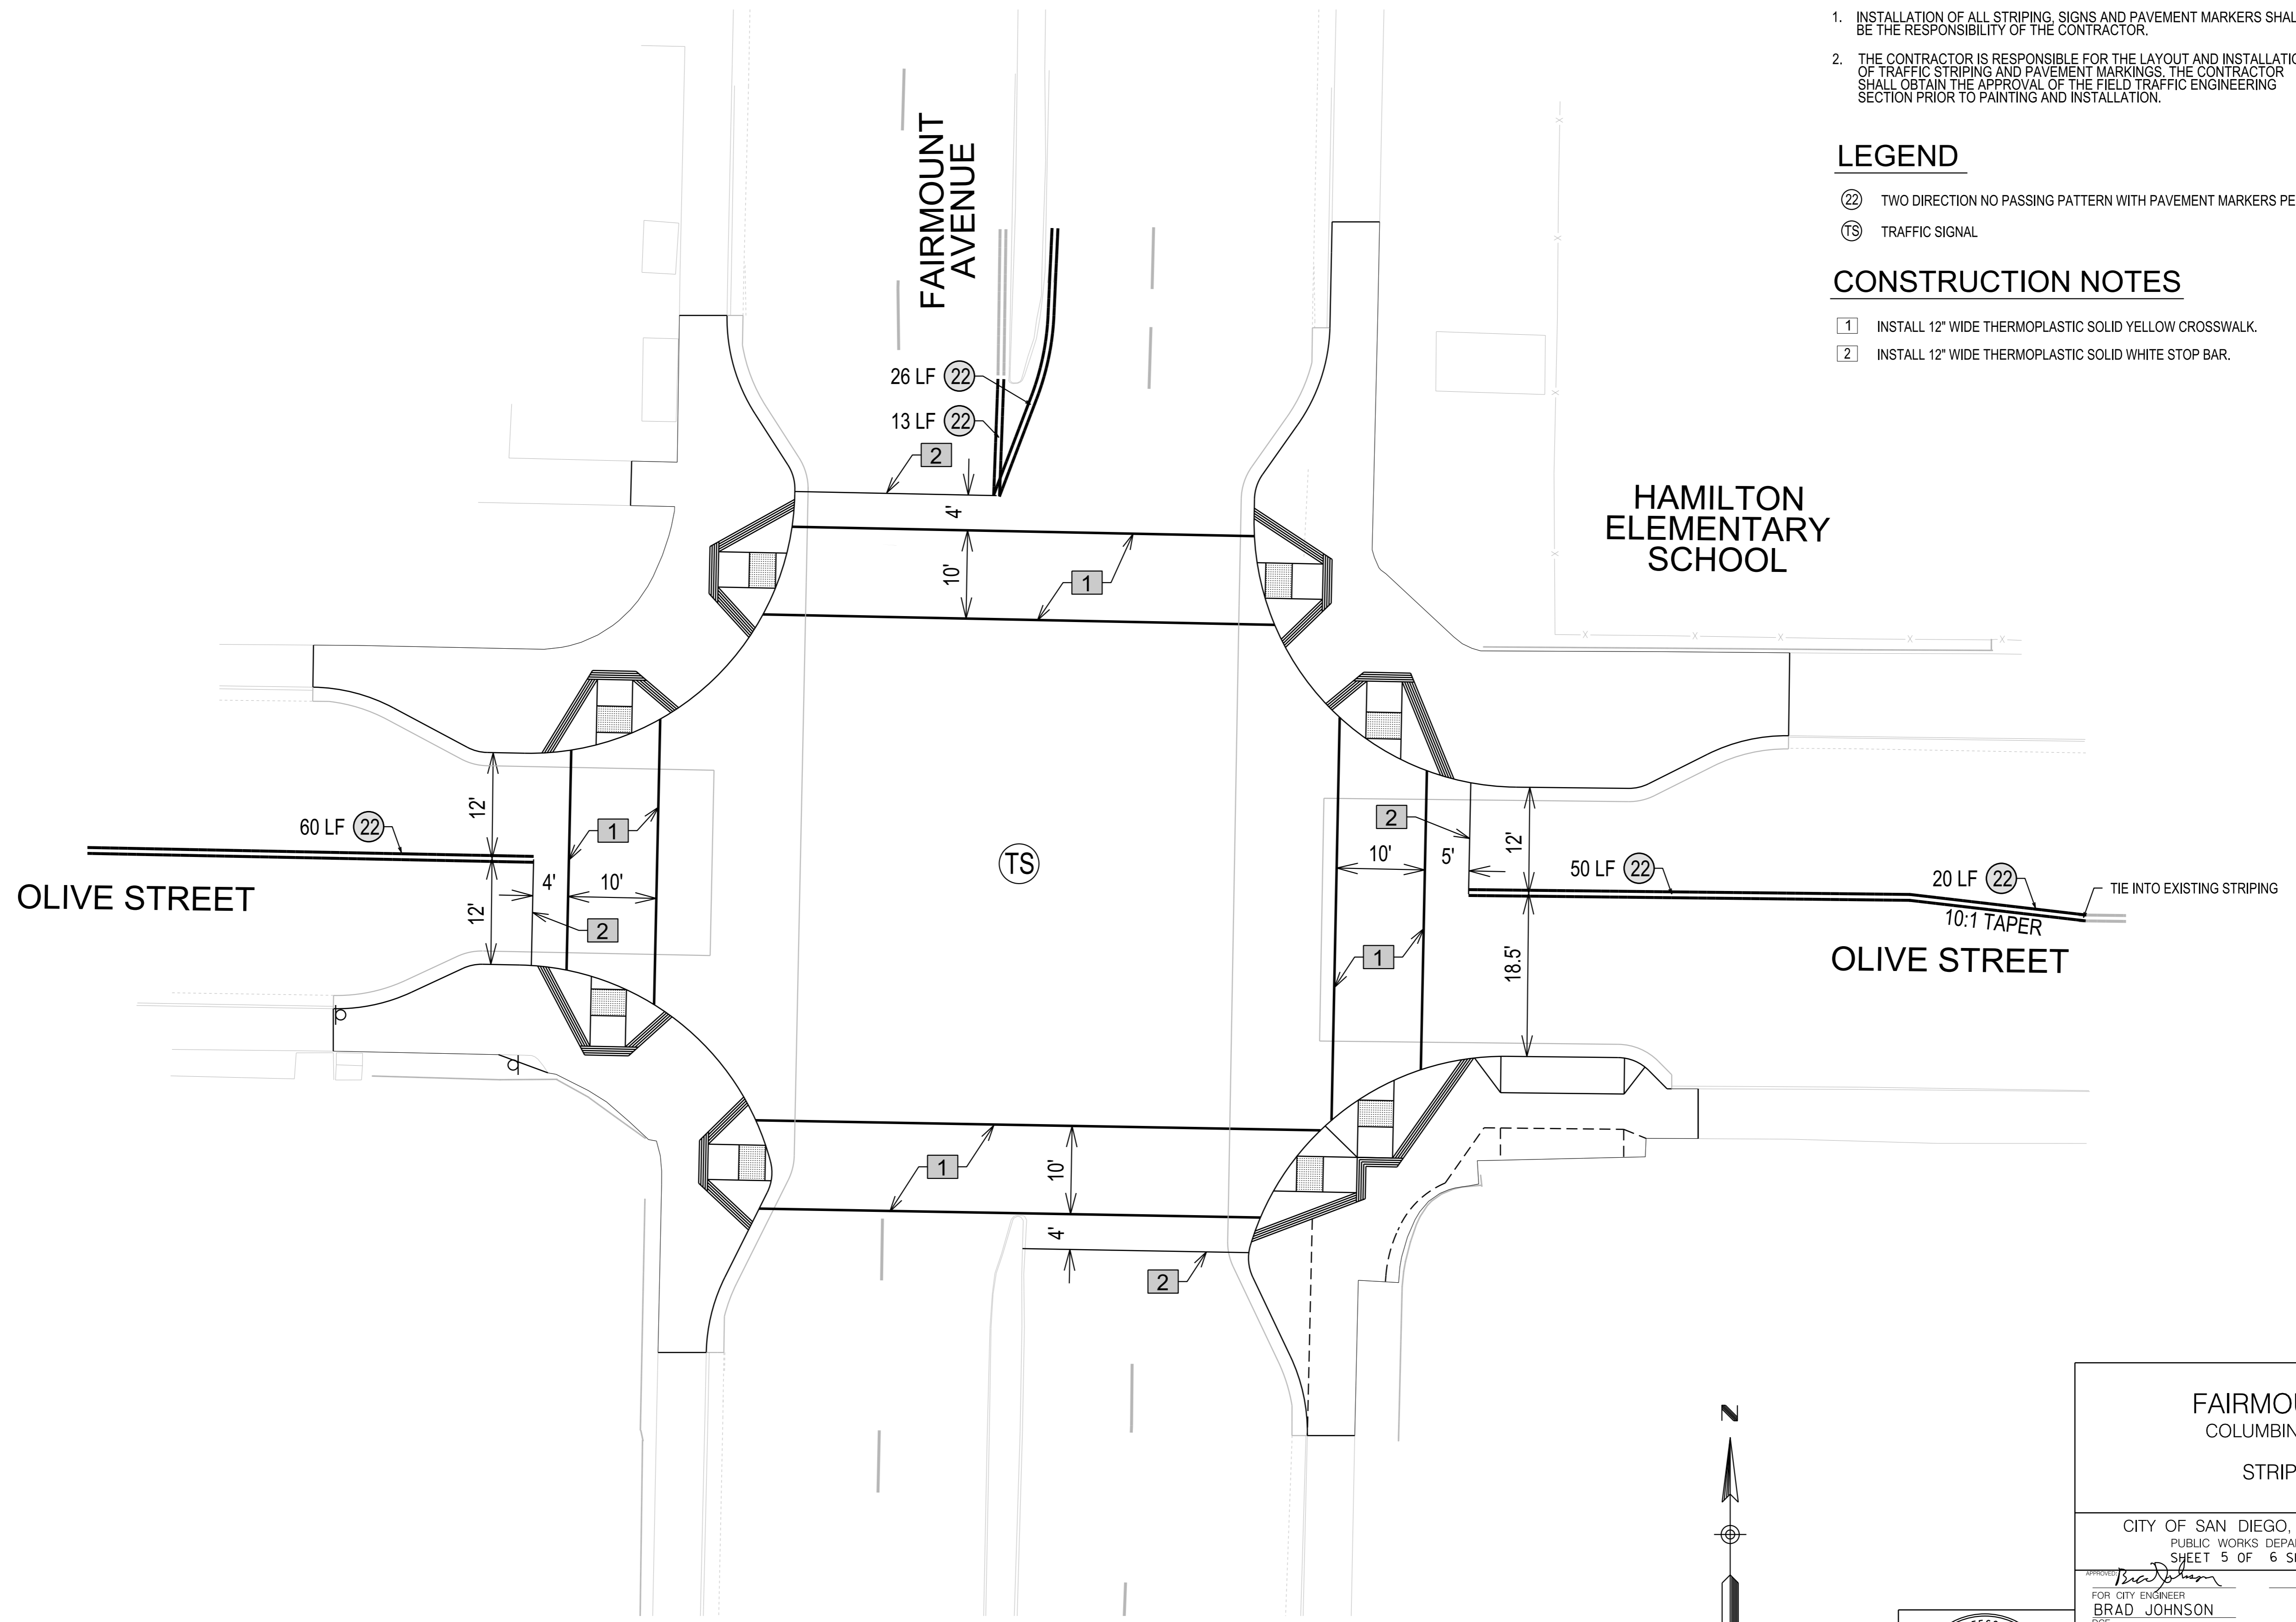 1. INSTALLATION OF ALL STRIPING, SIGNS AND PAVEMENT MARKERS SHAL
BE THE RESPONSIBILITY OF THE CONTRACTOR.
2. THE CONTRACTOR IS RESPONSIBLE FOR THE LAYOUT AND INSTALLATIO
OF TRAFFIC STRIPING AND PAVEMENT MARKINGS. THE CONTRACTOR
SHALL OBTAIN THE APPROVAL OF THE FIELD TRAFFIC ENGINEERING
SECTION PRIOR TO PAINTING AND INSTALLATION.
LEGEND
22 TWO DIRECTION NO PASSING PATTERN WITH PAVEMENT MARKERS PE
TS TRAFFIC SIGNAL
CONSTRUCTION NOTES
1 INSTALL 12" WIDE THERMOPLASTIC SOLID YELLOW CROSSWALK.
2 INSTALL 12" WIDE THERMOPLASTIC SOLID WHITE STOP BAR.
FAIRMOUNT
AVENUE
26 LF 22
13 LF 22
2
4'
10'
1
HAMILTON
ELEMENTARY
SCHOOL
12'
60 LF 22
1
OLIVE STREET
4'
10'
12'
2
TS
2
10'
5'
12'
50 LF 22
20 LF 22
TIE INTO EXISTING STRIPING
10:1 TAPER
OLIVE STREET
1
18.5'
1
10'
4'
2
N
FAIRMOU
COLUMBIN
STRIP
CITY OF SAN DIEGO,
PUBLIC WORKS DEPA
SHEET 5 OF 6 S
APPROVED: Brad Johnson
FOR CITY ENGINEER
BRAD JOHNSON